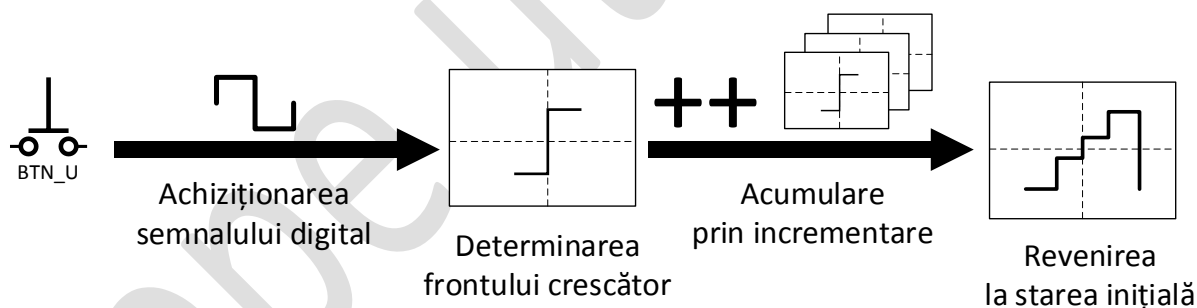 BTN_U
Achiziționarea
semnalului digital
Determinarea
frontului crescător
++
Acumulare
prin incrementare
Revenirea
la starea inițială